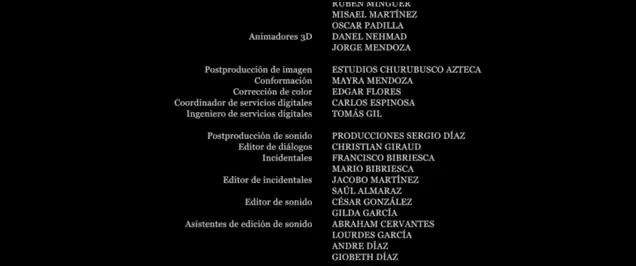 RUBÉN MINGUER
MISAEL MARTÍNEZ
OSCAR PADILLA
Animadores 3D DANEL NEHMAD
JORGE MENDOZA
Postproducción de imagen ESTUDIOS CHURUBUSCO AZTECA
Conformación MAYRA MENDOZA
Corrección de color EDGAR FLORES
Coordinador de servicios digitales CARLOS ESPINOSA
Ingeniero de servicios digitales TOMÁS GIL
Postproducción de sonido PRODUCCIONES SERGIO DÍAZ
Editor de diálogos CHRISTIAN GIRAUD
Incidentales FRANCISCO BIBRIESCA
MARIO BIBRIESCA
Editor de incidentales JACOBO MARTÍNEZ
SAÚL ALMARAZ
Editor de sonido CÉSAR GONZÁLEZ
GILDA GARCÍA
Asistentes de edición de sonido ABRAHAM CERVANTES
LOURDES GARCÍA
ANDRE DÍAZ
GIOBETH DÍAZ